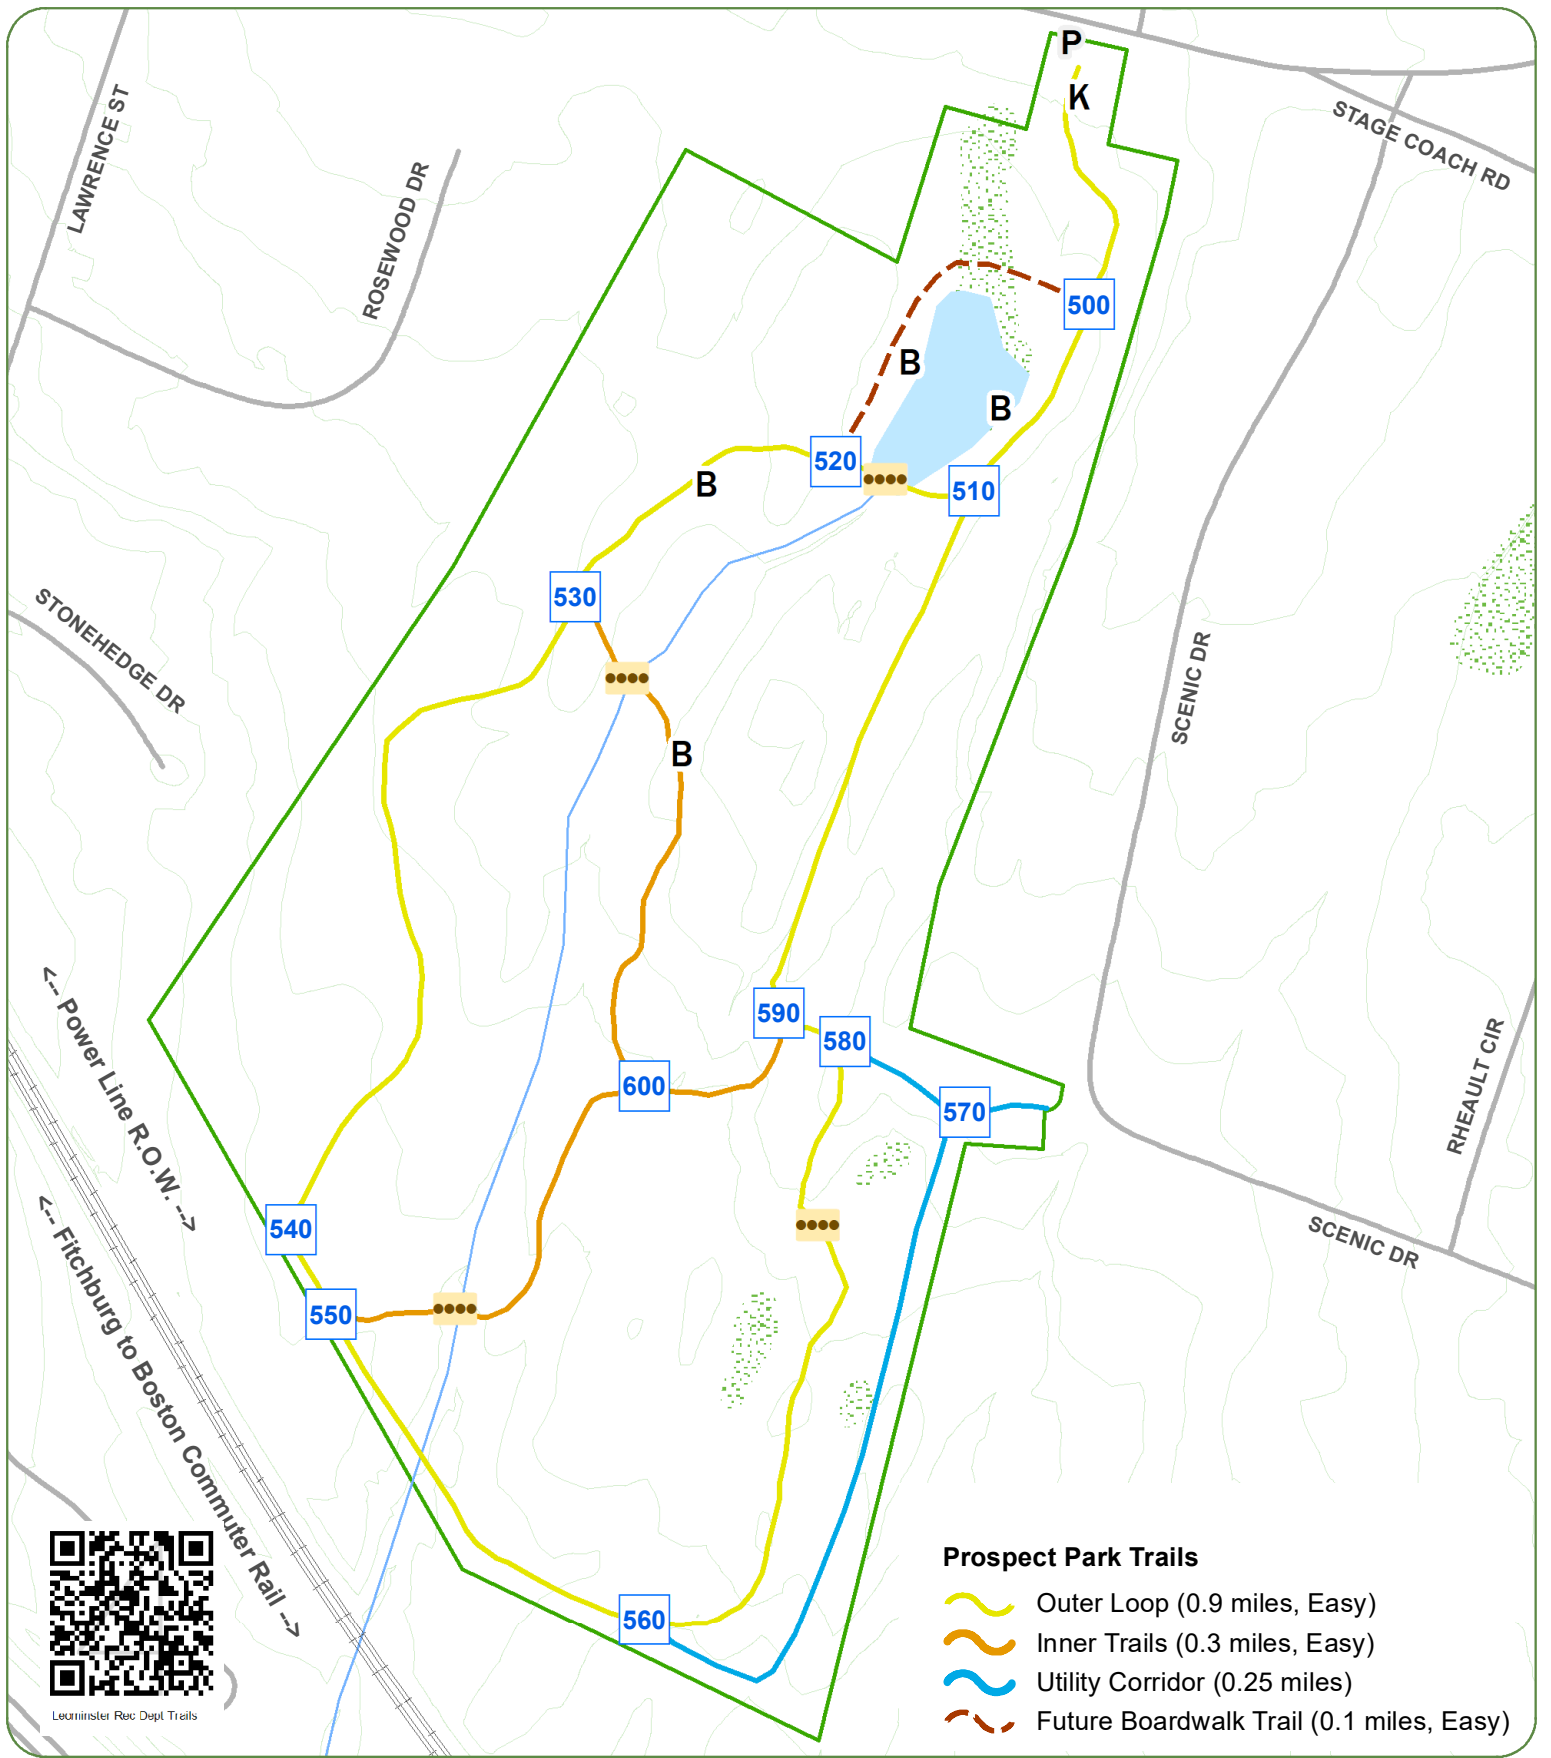 P
K
STAGE COACH RD
LAWRENCE ST
ROSEWOOD DR
500
B
B
520
510
B
530
STONEHEDGE DR
SCENIC DR
B
590
580
600
570
<--- Power Line R.O.W. --->
RHEAULT CIR
540
SCENIC DR
550
<--- Fitchburg to Boston Commuter Rail --->
560
Leominster Rec Dept Trails
Prospect Park Trails
Outer Loop (0.9 miles, Easy)
Inner Trails (0.3 miles, Easy)
Utility Corridor (0.25 miles)
Future Boardwalk Trail (0.1 miles, Easy)